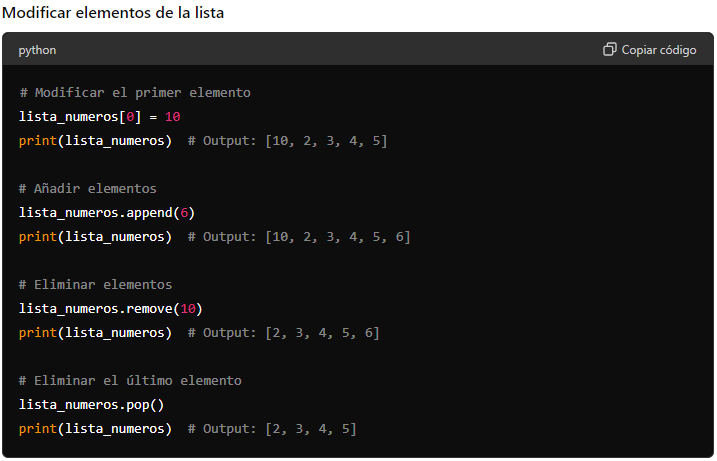 Modificar elementos de la lista
python
Copiar código
# Modificar el primer elemento
lista_numeros[0] = 10
print(lista_numeros)  # Output: [10, 2, 3, 4, 5]
# Añadir elementos
lista_numeros.append(6)
print(lista_numeros)  # Output: [10, 2, 3, 4, 5, 6]
# Eliminar elementos
lista_numeros.remove(10)
print(lista_numeros)  # Output: [2, 3, 4, 5, 6]
# Eliminar el último elemento
lista_numeros.pop()
print(lista_numeros)  # Output: [2, 3, 4, 5]